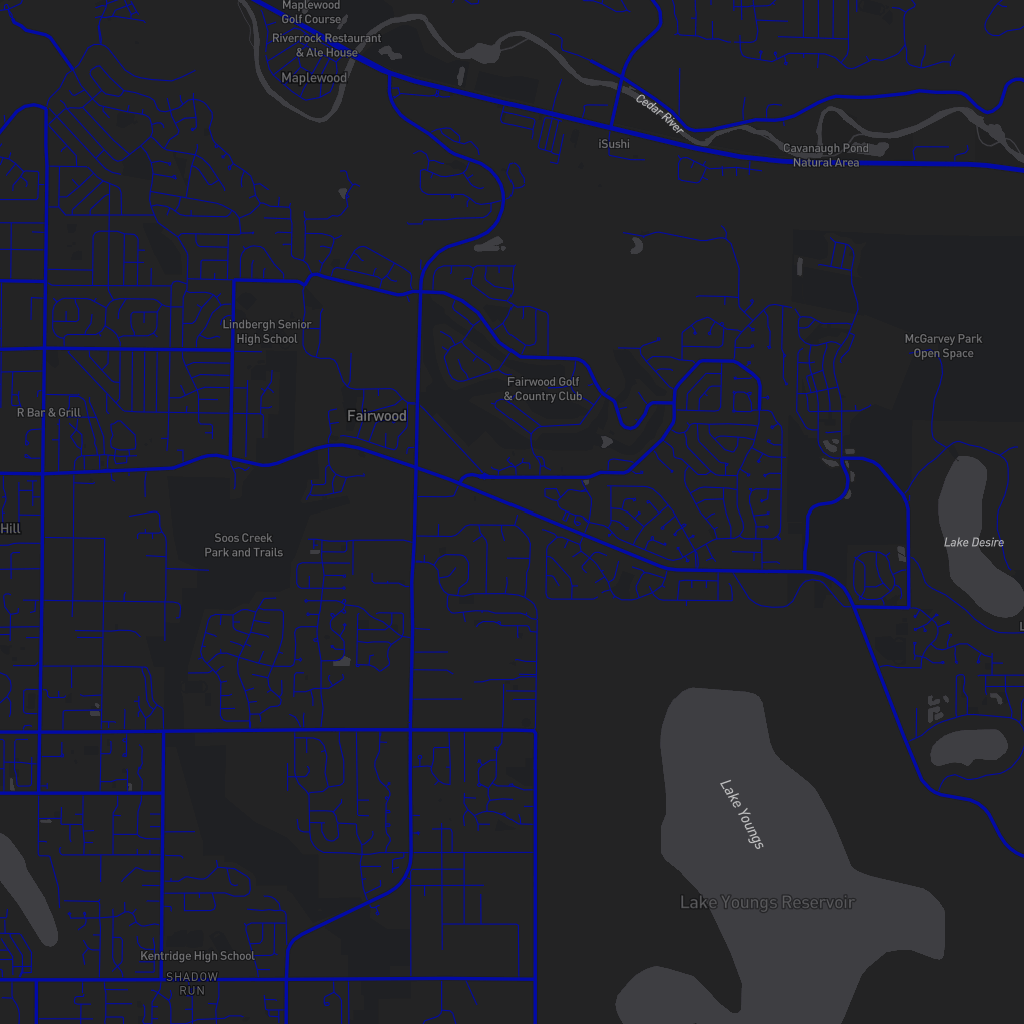 Maplewood
Golf Course
Riverrock Restaurant
& Ale House
Maplewood
Cedar River
iSushi
Cavanaugh Pond
Natural Area
Lindbergh Senior
High School
McGarvey Park
Open Space
Fairwood Golf
& Country Club
R Bar & Grill
Fairwood
Hill
Soos Creek
Park and Trails
Lake Desire
L
Lake Youngs
Lake Youngs Reservoir
Kentridge High School
SHADOW
RUN